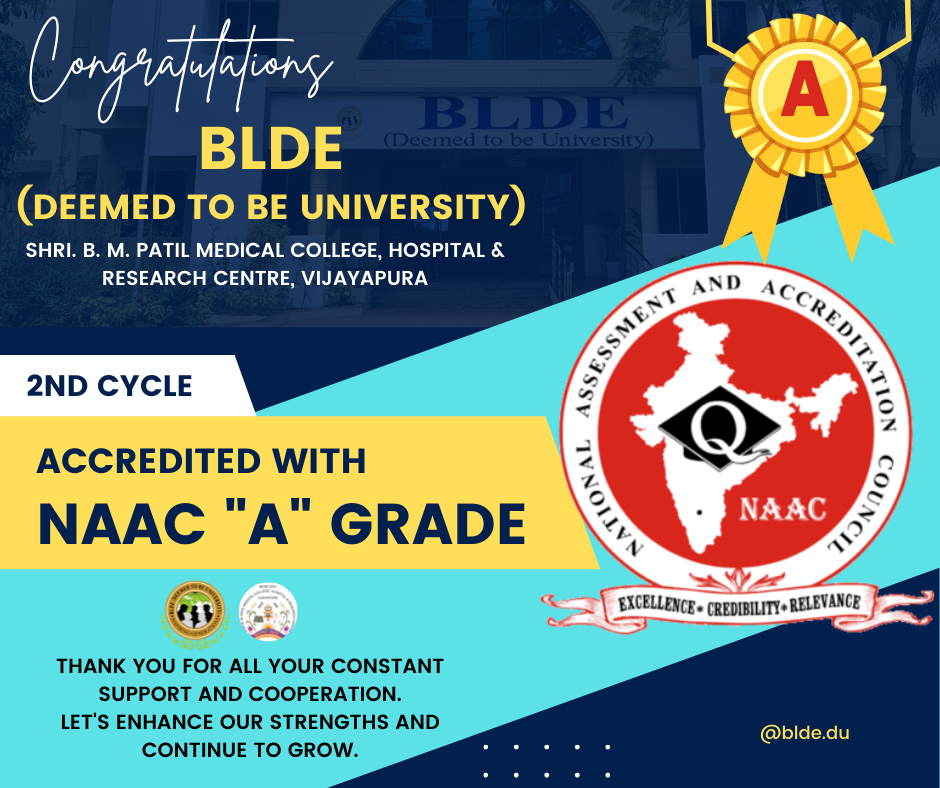 Congratulations
BLDE
(Deemed to be University)
BLDE
(DEEMED TO BE UNIVERSITY)
SHRI. B. M. PATIL MEDICAL COLLEGE, HOSPITAL &
RESEARCH CENTRE, VIJAYAPURA
A
2ND CYCLE
ACCREDITED WITH
NAAC "A" GRADE
NATIONAL ASSESSMENT AND ACCREDITATION COUNCIL
Q
NAAC
EXCELLENCE * CREDIBILITY * RELEVANCE
THANK YOU FOR ALL YOUR CONSTANT
SUPPORT AND COOPERATION.
LET'S ENHANCE OUR STRENGTHS AND
CONTINUE TO GROW.
@blde.du